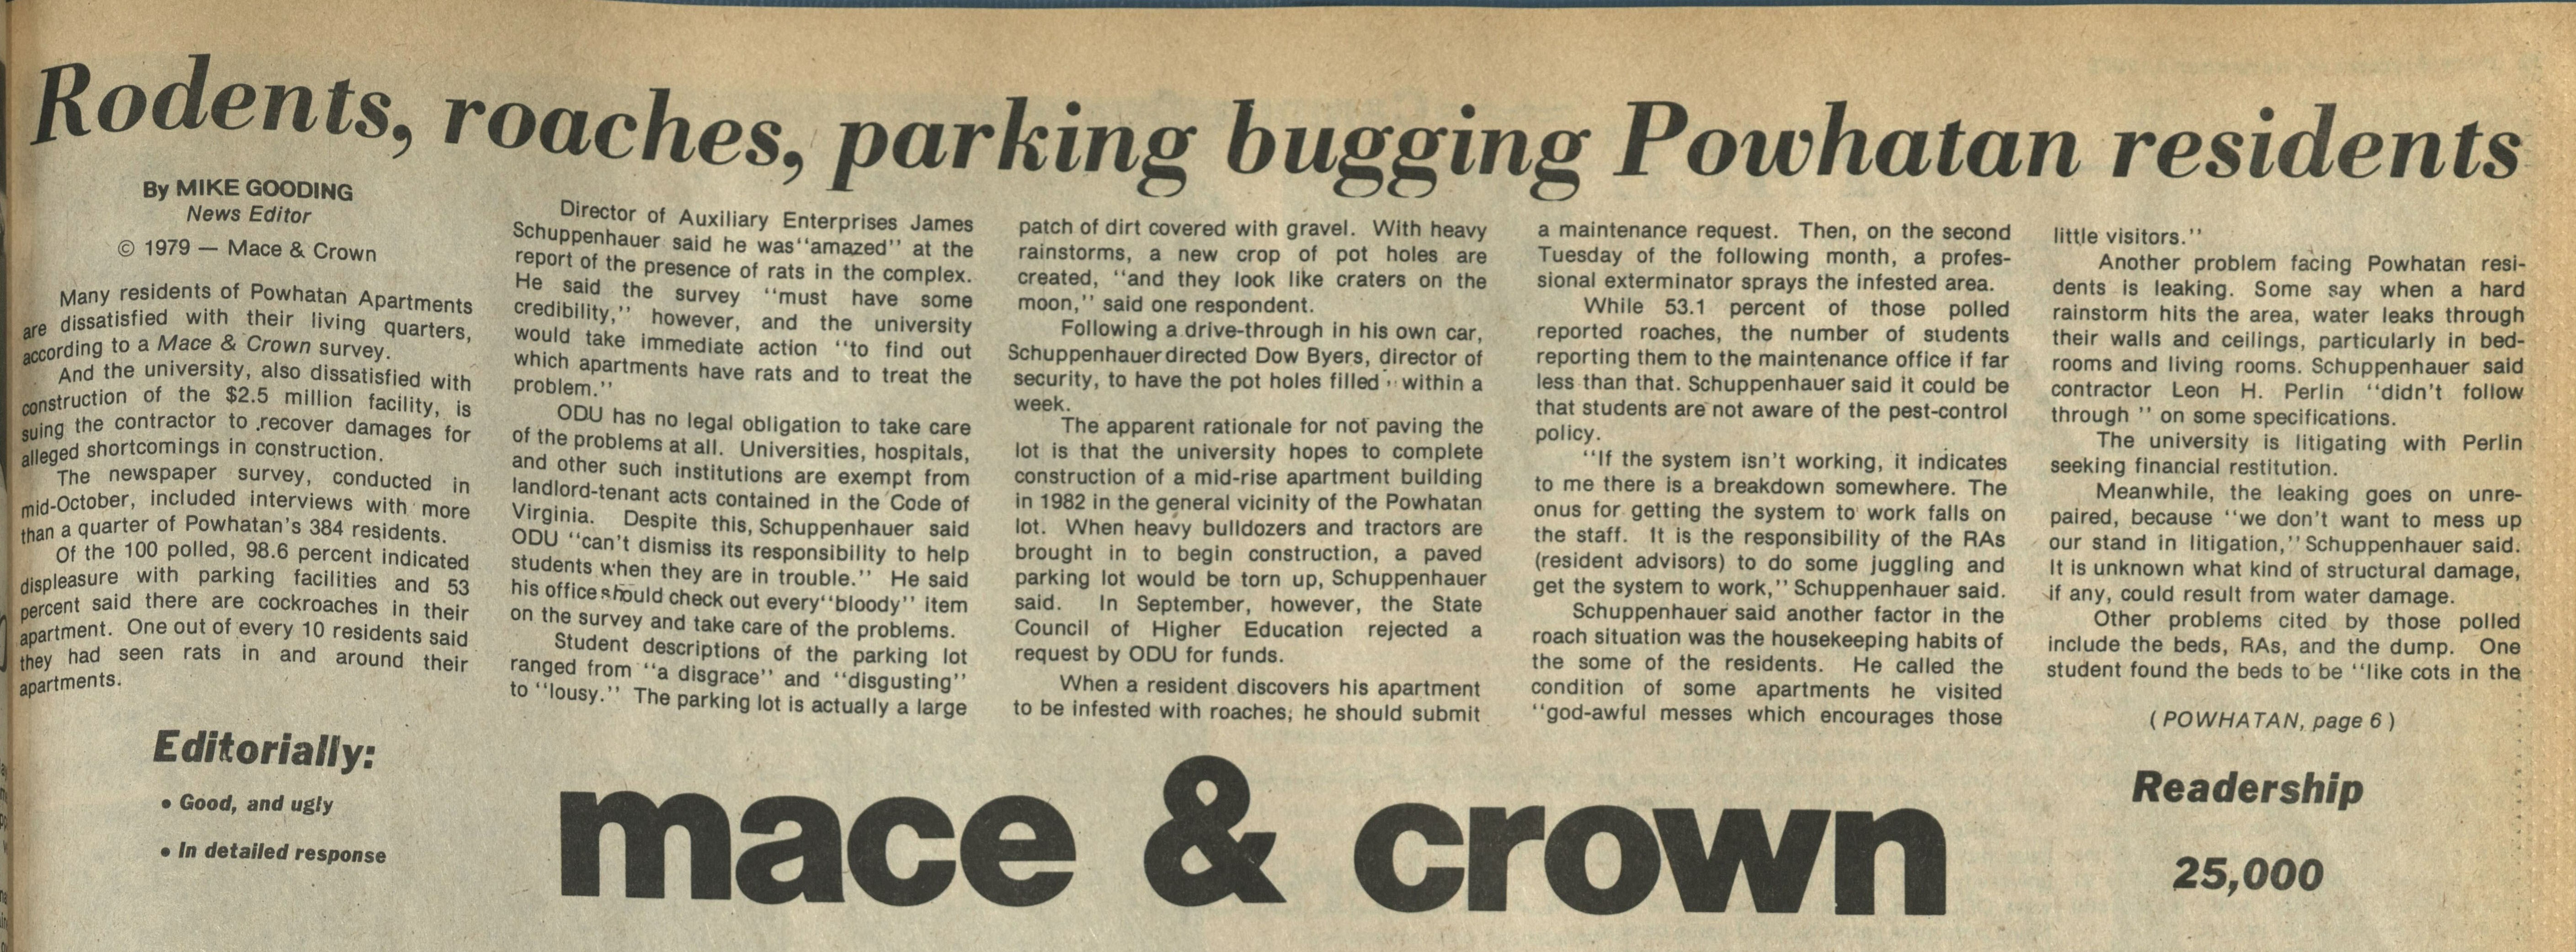 Rodents, roaches, parking bugging Powhatan residents
By MIKE GOODING
News Editor
© 1979 — Mace & Crown
Many residents of Powhatan Apartments
are dissatisfied with their living quarters,
according to a Mace & Crown survey.
And the university, also dissatisfied with
construction of the $2.5 million facility, is
suing the contractor to recover damages for
alleged shortcomings in construction.
The newspaper survey, conducted in
mid-October, included interviews with more
than a quarter of Powhatan's 384 residents.
Of the 100 polled, 98.6 percent indicated
displeasure with parking facilities and 53
percent said there are cockroaches in their
apartment. One out of every 10 residents said
they had seen rats in and around their
apartments.
Director of Auxiliary Enterprises James
Schuppenhauer said he was "amazed" at the
report of the presence of rats in the complex.
He said the survey "must have some
credibility," however, and the university
would take immediate action "to find out
which apartments have rats and to treat the
problem."
ODU has no legal obligation to take care
of the problems at all. Universities, hospitals,
and other such institutions are exempt from
landlord-tenant acts contained in the Code of
Virginia. Despite this, Schuppenhauer said
ODU "can't dismiss its responsibility to help
students when they are in trouble." He said
his office should check out every "bloody" item
on the survey and take care of the problems.
Student descriptions of the parking lot
ranged from "a disgrace" and "disgusting"
to "lousy." The parking lot is actually a large
patch of dirt covered with gravel. With heavy
rainstorms, a new crop of pot holes are
created, "and they look like craters on the
moon," said one respondent.
Following a drive-through in his own car,
Schuppenhauer directed Dow Byers, director of
security, to have the pot holes filled within a
week.
The apparent rationale for not paving the
lot is that the university hopes to complete
construction of a mid-rise apartment building
in 1982 in the general vicinity of the Powhatan
lot. When heavy bulldozers and tractors are
brought in to begin construction, a paved
parking lot would be torn up, Schuppenhauer
said. In September, however, the State
Council of Higher Education rejected a
request by ODU for funds.
When a resident discovers his apartment
to be infested with roaches, he should submit
a maintenance request. Then, on the second
Tuesday of the following month, a profes-
sional exterminator sprays the infested area.
While 53.1 percent of those polled
reported roaches, the number of students
reporting them to the maintenance office if far
less than that. Schuppenhauer said it could be
that students are not aware of the pest-control
policy.
"If the system isn't working, it indicates
to me there is a breakdown somewhere. The
onus for getting the system to work falls on
the staff. It is the responsibility of the RAs
(resident advisors) to do some juggling and
get the system to work," Schuppenhauer said.
Schuppenhauer said another factor in the
roach situation was the housekeeping habits of
the some of the residents. He called the
condition of some apartments he visited
"god-awful messes which encourages those
little visitors."
Another problem facing Powhatan resi-
dents is leaking. Some say when a hard
rainstorm hits the area, water leaks through
their walls and ceilings, particularly in bed-
rooms and living rooms. Schuppenhauer said
contractor Leon H. Perlin "didn't follow
through " on some specifications.
The university is litigating with Perlin
seeking financial restitution.
Meanwhile, the leaking goes on unre-
paired, because "we don't want to mess up
our stand in litigation," Schuppenhauer said.
It is unknown what kind of structural damage,
if any, could result from water damage.
Other problems cited by those polled
include the beds, RAs, and the dump. One
student found the beds to be "like cots in the
(POWHATAN, page 6)
Editorially:
• Good, and ugly
• In detailed response
mace & crown
Readership
25,000